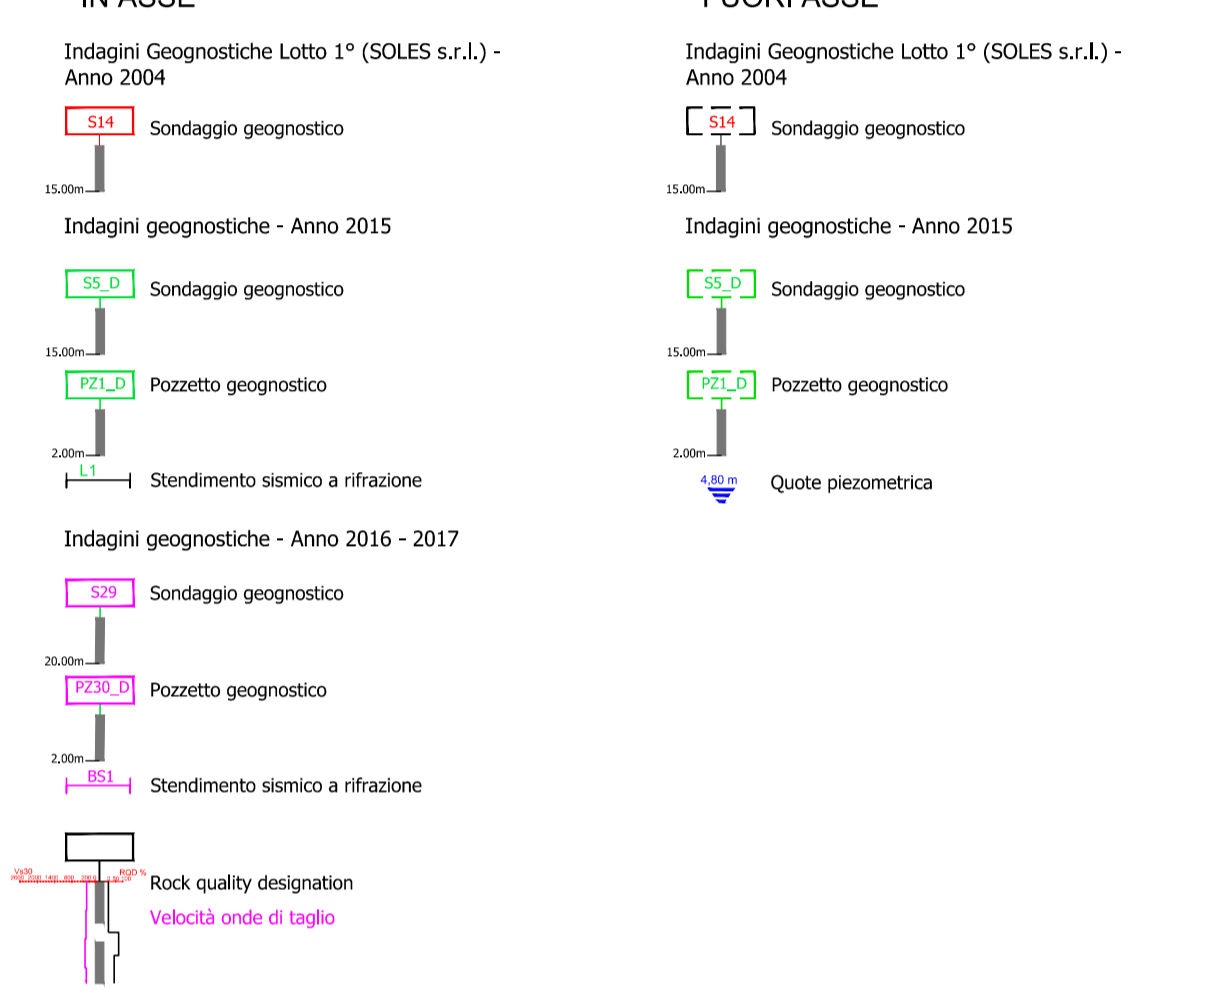 IN ASSE
Indagini Geognostiche Lotto 1° (SOLES s.r.l.) -
Anno 2004
S14
Sondaggio geognostico
15.00m
Indagini geognostiche - Anno 2015
S5_D
Sondaggio geognostico
15.00m
PZ1_D
Pozzetto geognostico
2.00m
L1
Stendimento sismico a rifrazione
Indagini geognostiche - Anno 2016 - 2017
S29
Sondaggio geognostico
20.00m
PZ30_D
Pozzetto geognostico
2.00m
BS1
Stendimento sismico a rifrazione
Vs30
RQD %
Rock quality designation
Velocità onde di taglio
FUORI ASSE
Indagini Geognostiche Lotto 1° (SOLES s.r.l.) -
Anno 2004
S14
Sondaggio geognostico
15.00m
Indagini geognostiche - Anno 2015
S5_D
Sondaggio geognostico
15.00m
PZ1_D
Pozzetto geognostico
2.00m
4.80 m
Quote piezometrica